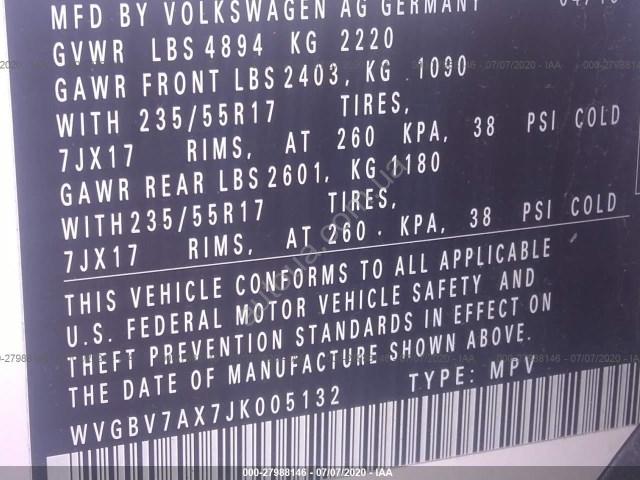 MFD BY VOLKSWAGEN AG GERMANY
GVWR LBS 4894 KG 2220
GAWR FRONT LBS 2403, KG 1090
WITH 235/55R17 TIRES,
7JX17 RIMS, AT 260 KPA, 38 PSI COLD
GAWR REAR LBS 2601, KG 1180
WITH 235/55R17 TIRES,
7JX17 RIMS, AT 260 KPA, 38 PSI COLD
THIS VEHICLE CONFORMS TO ALL APPLICABLE
U.S. FEDERAL MOTOR VEHICLE SAFETY AND
THEFT PREVENTION STANDARDS IN EFFECT ON
THE DATE OF MANUFACTURE SHOWN ABOVE.
WVGBV7AX7JK005132 TYPE: MPV
000-27988146 - 07/07/2020 - IAA